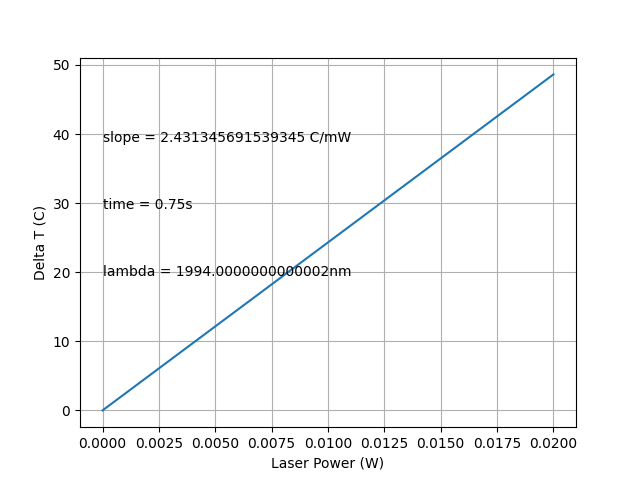 50
40
30
20
10
0
Delta T (C)
slope = 2.431345691539345 C/mW
time = 0.75s
lambda = 1994.0000000000002nm
0.0000 0.0025 0.0050 0.0075 0.0100 0.0125 0.0150 0.0175 0.0200
Laser Power (W)